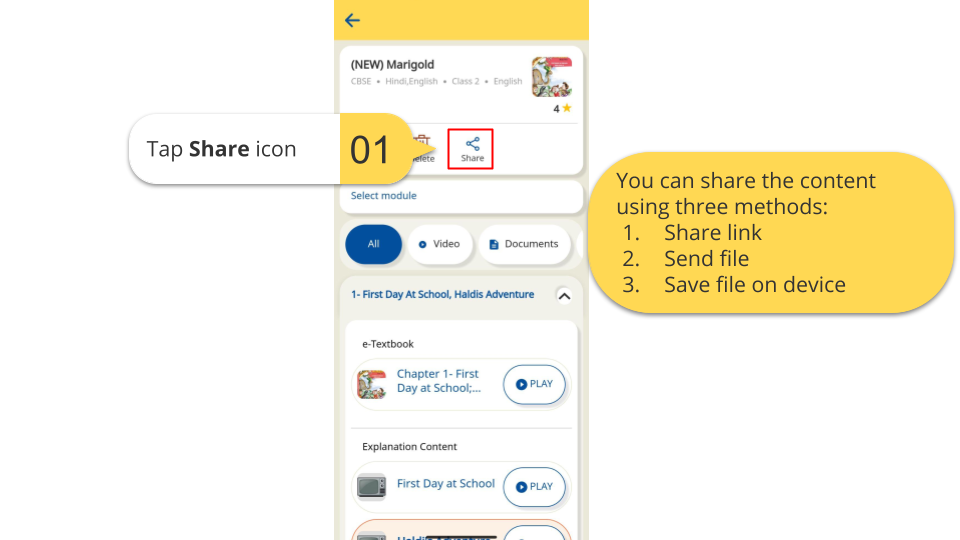 (NEW) Marigold
CBSE • Hindi,English • Class 2 • English
4
Tap Share icon
01
Share
Select module
All
Video
Documents
1- First Day At School, Haldis Adventure
e-Textbook
Chapter 1- First
Day at School;...
PLAY
Explanation Content
First Day at School
PLAY
You can share the content
using three methods:
1. Share link
2. Send file
3. Save file on device